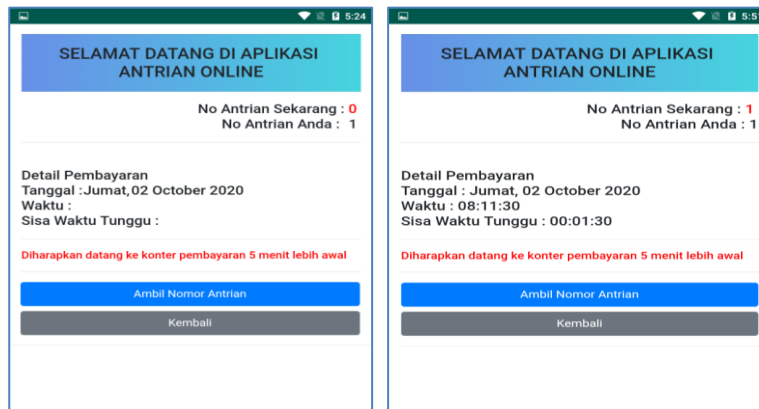 5:24
SELAMAT DATANG DI APLIKASI
ANTRIAN ONLINE
No Antrian Sekarang : 0
No Antrian Anda : 1
Detail Pembayaran
Tanggal :Jumat,02 October 2020
Waktu :
Sisa Waktu Tunggu :
Diharapkan datang ke konter pembayaran 5 menit lebih awal
Ambil Nomor Antrian
Kembali
SELAMAT DATANG DI APLIKASI
ANTRIAN ONLINE
No Antrian Sekarang : 1
No Antrian Anda : 1
Detail Pembayaran
Tanggal : Jumat, 02 October 2020
Waktu : 08:11:30
Sisa Waktu Tunggu : 00:01:30
Diharapkan datang ke konter pembayaran 5 menit lebih awal
Ambil Nomor Antrian
Kembali